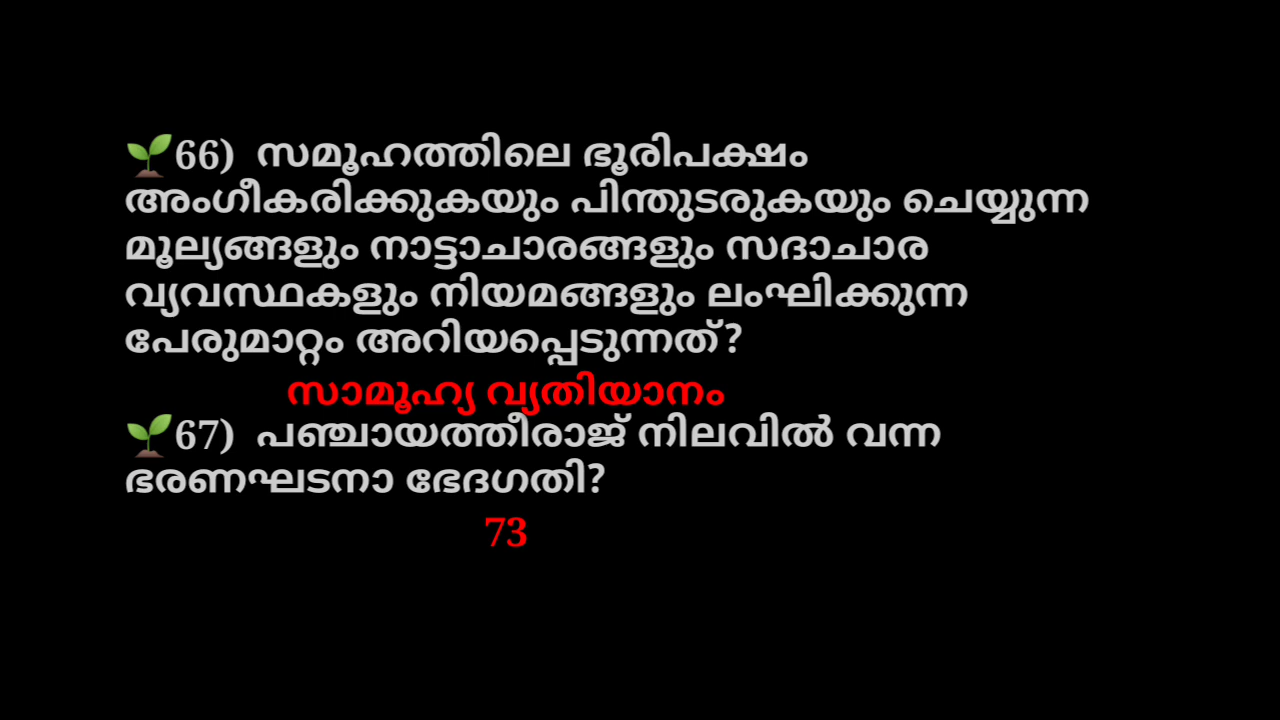 🌱66) സമൂഹത്തിലെ ഭൂരിപക്ഷം
അംഗീകരിക്കുകയും പിന്തുടരുകയും ചെയ്യുന്ന
മൂല്യങ്ങളും നാട്ടാചാരങ്ങളും സദാചാര
വ്യവസ്ഥകളും നിയമങ്ങളും ലംഘിക്കുന്ന
പേരുമാറ്റം അറിയപ്പെടുന്നത്?
സാമൂഹ്യ വ്യതിയാനം
🌱67) പഞ്ചായത്തീരാജ് നിലവിൽ വന്ന
ഭരണഘടനാ ഭേദഗതി?
73